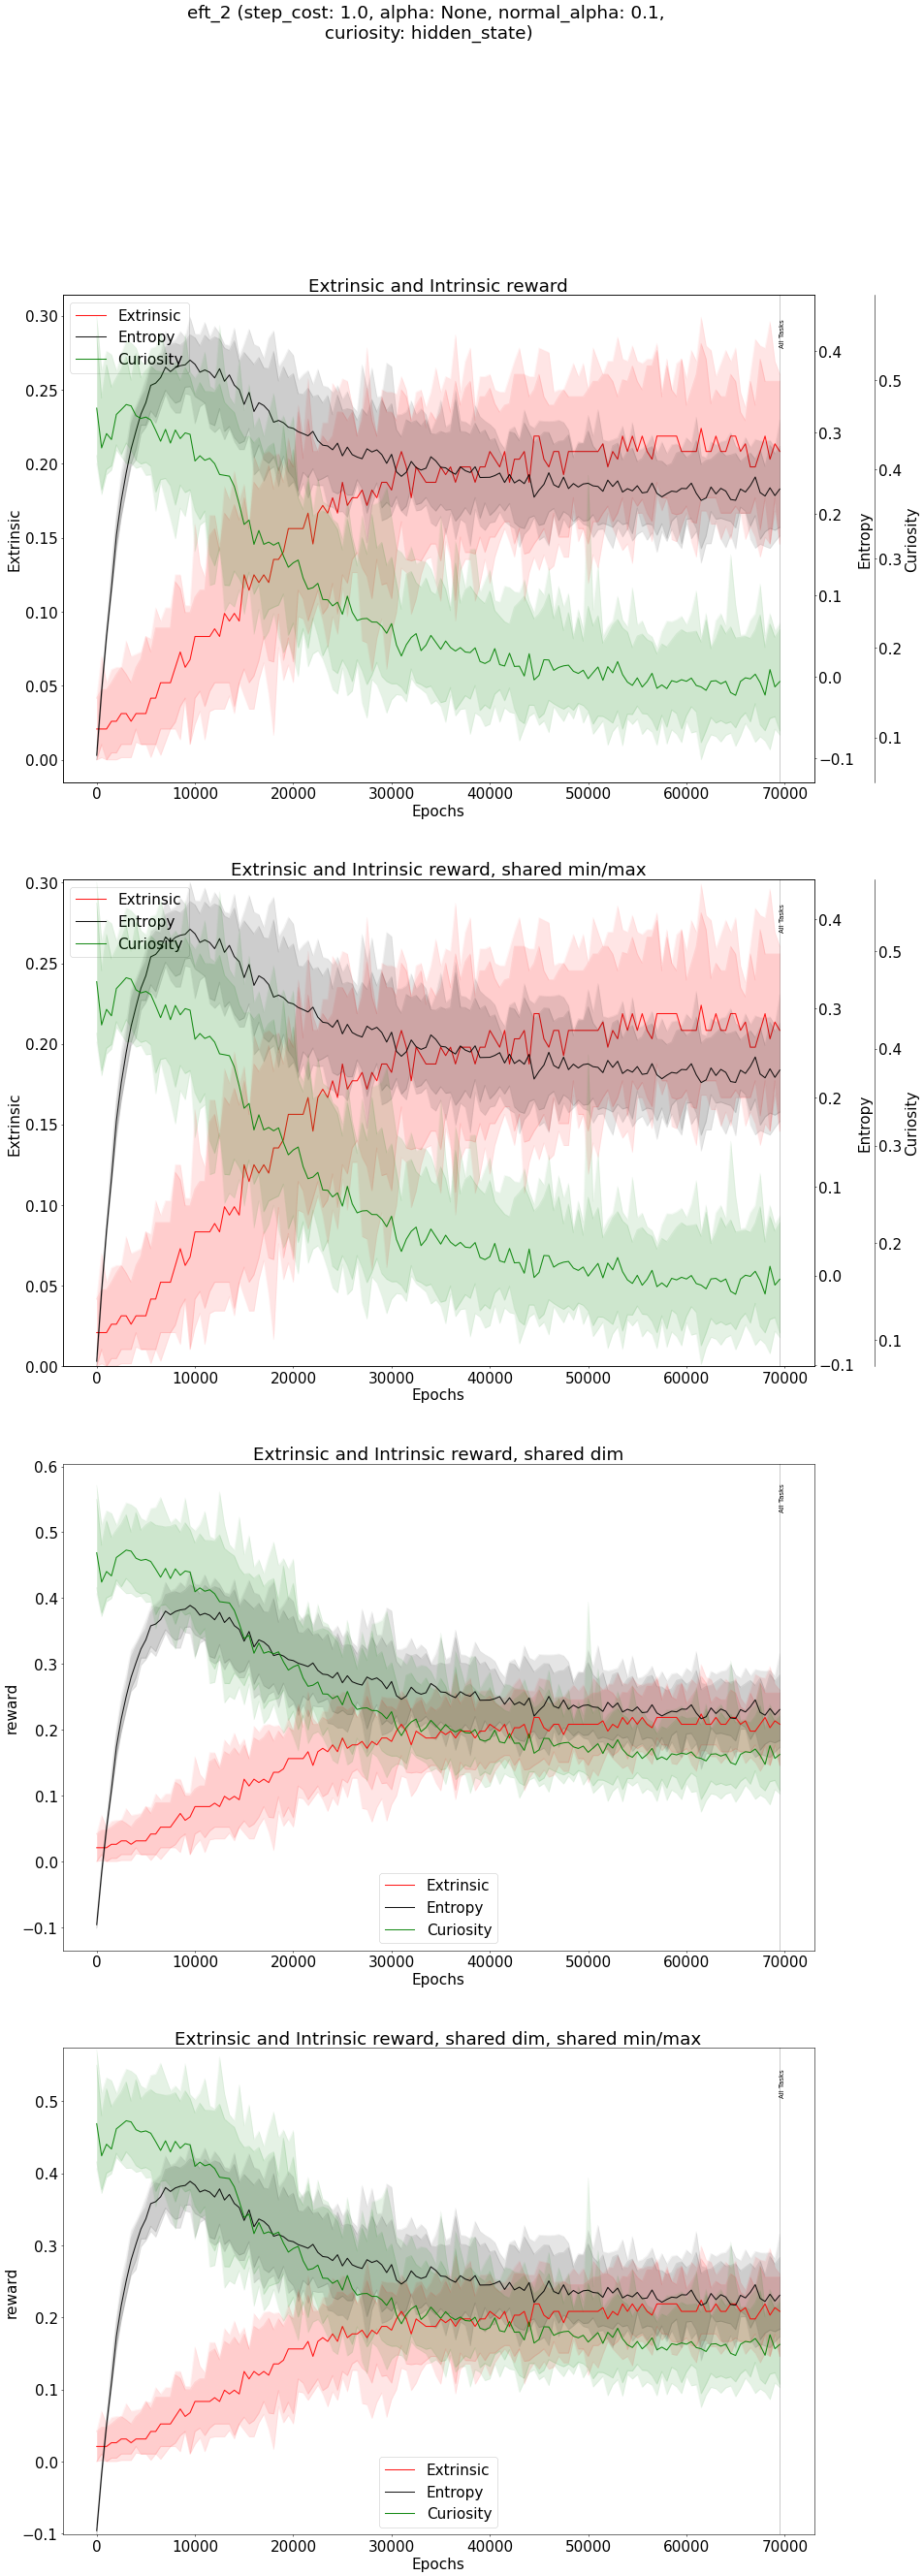 eft_2 (step_cost: 1.0, alpha: None, normal_alpha: 0.1,
curiosity: hidden_state)
Extrinsic and Intrinsic reward
Extrinsic
Entropy
Curiosity
All Tasks
0.30
0.25
0.20
0.15
0.10
0.05
0.00
Extrinsic
0.4
0.3
0.2
0.1
0.0
−0.1
Entropy
0.5
0.4
0.3
0.2
0.1
Curiosity
0 10000 20000 30000 40000 50000 60000 70000
Epochs
Extrinsic and Intrinsic reward, shared min/max
Extrinsic
Entropy
Curiosity
All Tasks
0.30
0.25
0.20
0.15
0.10
0.05
0.00
Extrinsic
0.4
0.3
0.2
0.1
0.0
−0.1
Entropy
0.5
0.4
0.3
0.2
0.1
Curiosity
0 10000 20000 30000 40000 50000 60000 70000
Epochs
Extrinsic and Intrinsic reward, shared dim
All Tasks
0.6
0.5
0.4
0.3
0.2
0.1
0.0
−0.1
reward
Extrinsic
Entropy
Curiosity
0 10000 20000 30000 40000 50000 60000 70000
Epochs
Extrinsic and Intrinsic reward, shared dim, shared min/max
All Tasks
0.5
0.4
0.3
0.2
0.1
0.0
−0.1
reward
Extrinsic
Entropy
Curiosity
0 10000 20000 30000 40000 50000 60000 70000
Epochs